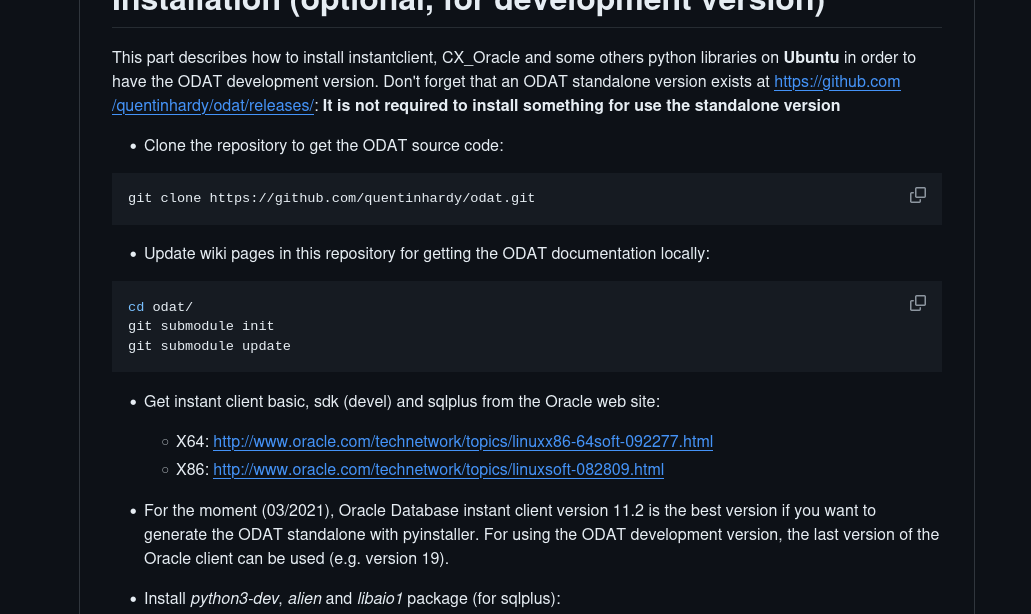 Installation (optional, for development version)
This part describes how to install instantclient, CX_Oracle and some others python libraries on Ubuntu in order to
have the ODAT development version. Don't forget that an ODAT standalone version exists at https://github.com
/quentinhardy/odat/releases/: It is not required to install something for use the standalone version
• Clone the repository to get the ODAT source code:
git clone https://github.com/quentinhardy/odat.git
• Update wiki pages in this repository for getting the ODAT documentation locally:
cd odat/
git submodule init
git submodule update
• Get instant client basic, sdk (devel) and sqlplus from the Oracle web site:
○ X64: http://www.oracle.com/technetwork/topics/linuxx86-64soft-092277.html
○ X86: http://www.oracle.com/technetwork/topics/linuxsoft-082809.html
• For the moment (03/2021), Oracle Database instant client version 11.2 is the best version if you want to
generate the ODAT standalone with pyinstaller. For using the ODAT development version, the last version of the
Oracle client can be used (e.g. version 19).
• Install python3-dev, alien and libaio1 package (for sqlplus):